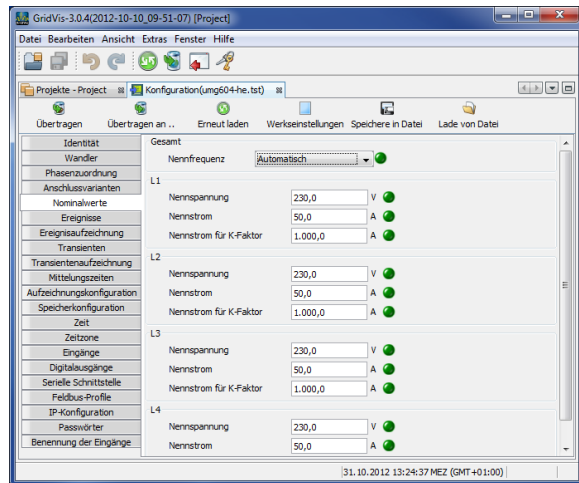 GridVis-3.0.4(2012-10-10_09-51-07) [Project]
Datei Bearbeiten Ansicht Extras Fenster Hilfe
Projekte - Project Konfiguration(umg604-he.tst)
Übertragen Übertragen an .. Erneut laden Werkseinstellungen Speichere in Datei Lade von Datei
Identität
Wandler
Phasenzuordnung
Anschlussvarianten
Nominalwerte
Ereignisse
Ereignisaufzeichnung
Transienten
Transientenaufzeichnung
Mittelungszeiten
Aufzeichnungskonfiguration
Speicherkonfiguration
Zeit
Zeitzone
Eingänge
Digitalausgänge
Serielle Schnittstelle
Feldbus-Profile
IP-Konfiguration
Passwörter
Benennung der Eingänge
Gesamt
Nennfrequenz Automatisch
L1
Nennspannung 230,0 V
Nennstrom 50,0 A
Nennstrom für K-Faktor 1.000,0 A
L2
Nennspannung 230,0 V
Nennstrom 50,0 A
Nennstrom für K-Faktor 1.000,0 A
L3
Nennspannung 230,0 V
Nennstrom 50,0 A
Nennstrom für K-Faktor 1.000,0 A
L4
Nennspannung 230,0 V
Nennstrom 50,0 A
31.10.2012 13:24:37 MEZ (GMT+01:00)